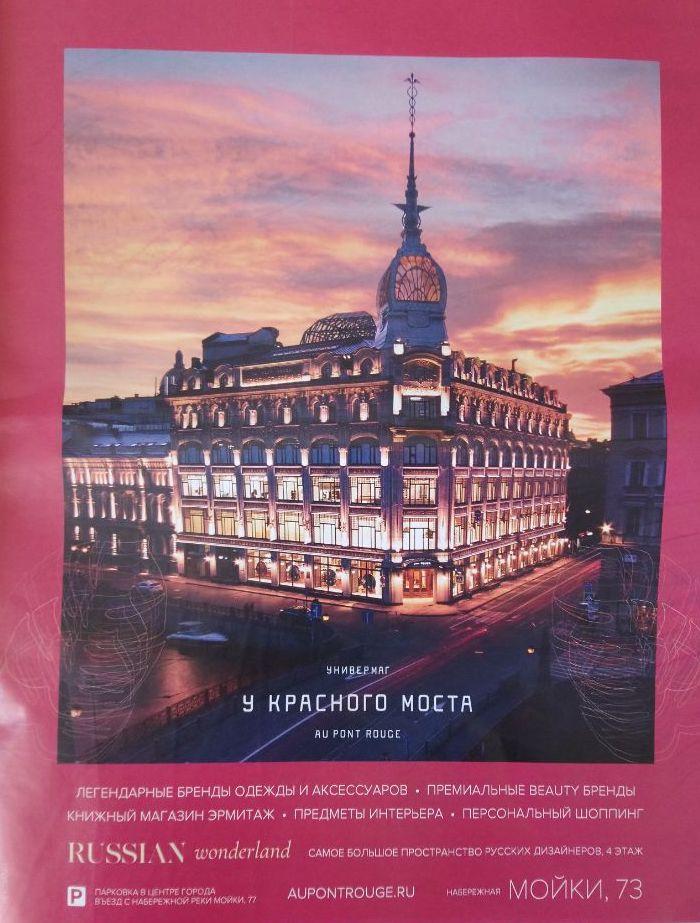 УНИВЕРМАГ
У КРАСНОГО МОСТА
AU PONT ROUGE
ЛЕГЕНДАРНЫЕ БРЕНДЫ ОДЕЖДЫ И АКСЕССУАРОВ • ПРЕМИАЛЬНЫЕ BEAUTY БРЕНДЫ
КНИЖНЫЙ МАГАЗИН ЭРМИТАЖ • ПРЕДМЕТЫ ИНТЕРЬЕРА • ПЕРСОНАЛЬНЫЙ ШОППИНГ
RUSSIAN wonderland САМОЕ БОЛЬШОЕ ПРОСТРАНСТВО РУССКИХ ДИЗАЙНЕРОВ, 4 ЭТАЖ
P ПАРКОВКА В ЦЕНТРЕ ГОРОДА
ВЪЕЗД С НАБЕРЕЖНОЙ РЕКИ МОЙКИ, 77
AUPONTROUGE.RU
НАБЕРЕЖНАЯ МОЙКИ, 73